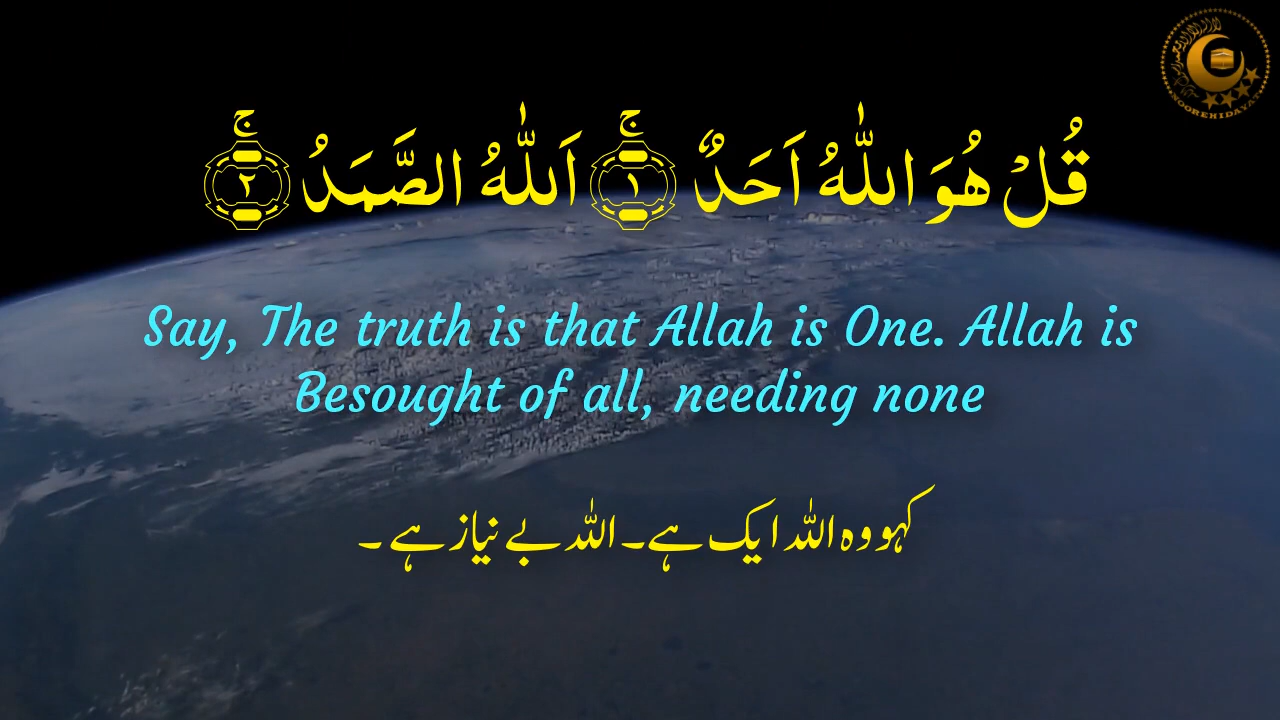 قُلْ هُوَ اللّٰهُ اَحَدٌ ۚ﴿۱﴾ اَللّٰهُ الصَّمَدُ ۚ﴿۲﴾
Say, The truth is that Allah is One. Allah is
Besought of all, needing none
کہو وہ اللہ ایک ہے۔ اللہ بے نیاز ہے ۔
NOOREHIDAYAT